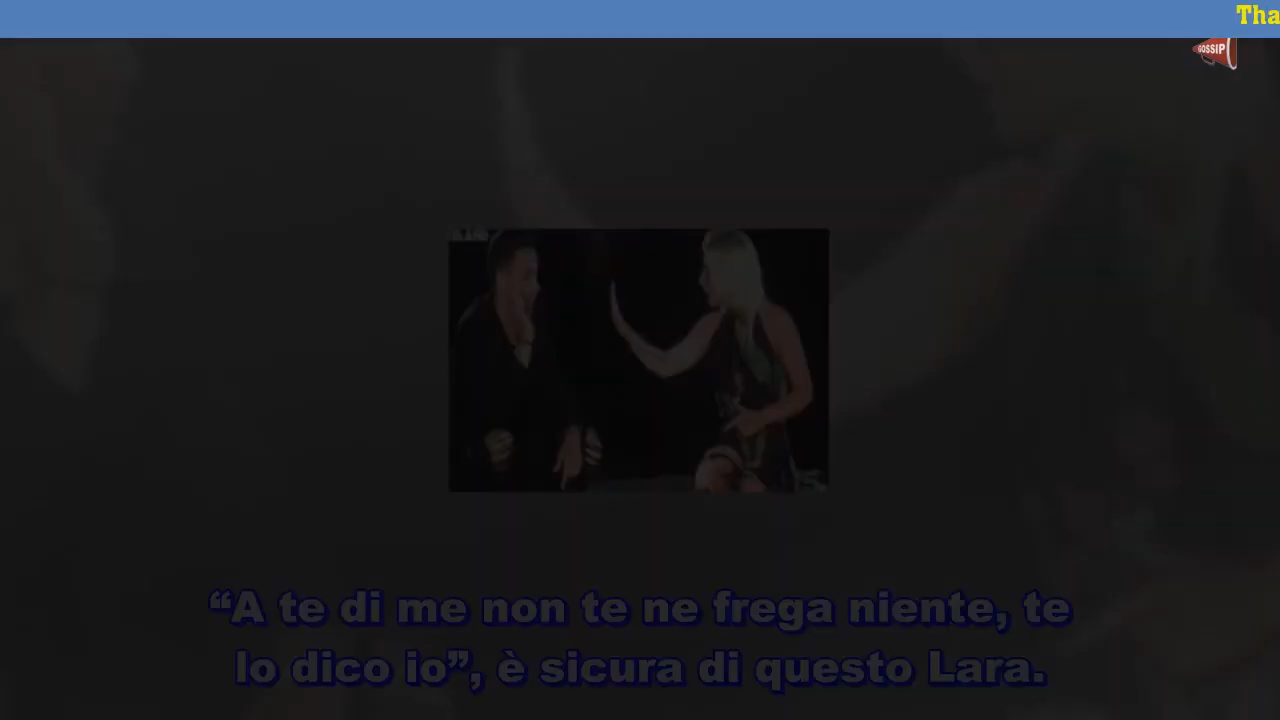 Tha
GOSSIP
“A te di me non te ne frega niente, te
lo dico io”, è sicura di questo Lara.